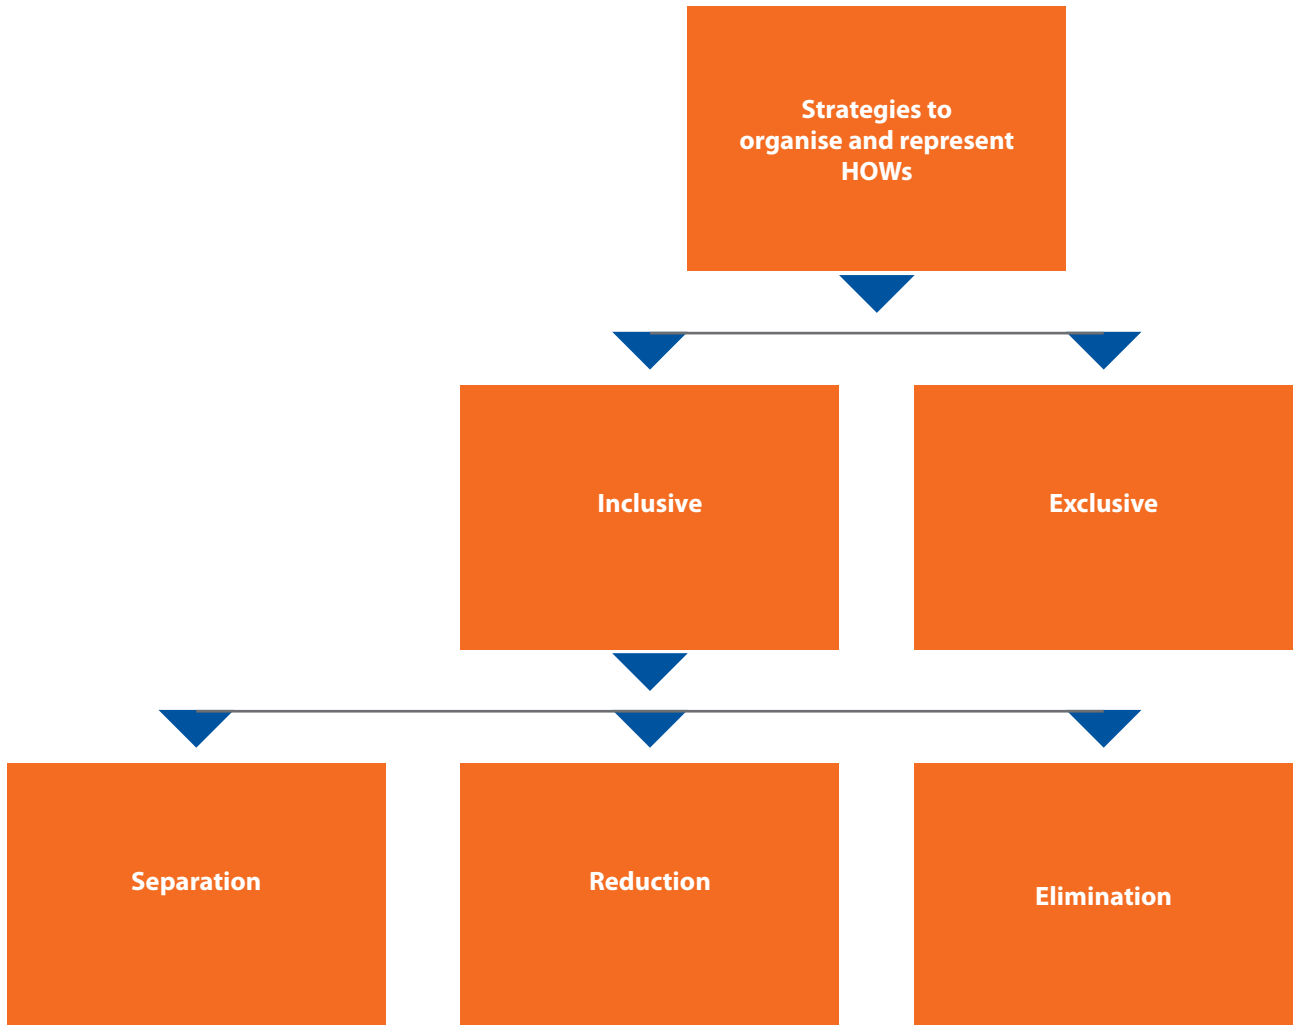 Strategies to
organise and represent
HOWs
Inclusive
Exclusive
Separation
Reduction
Elimination